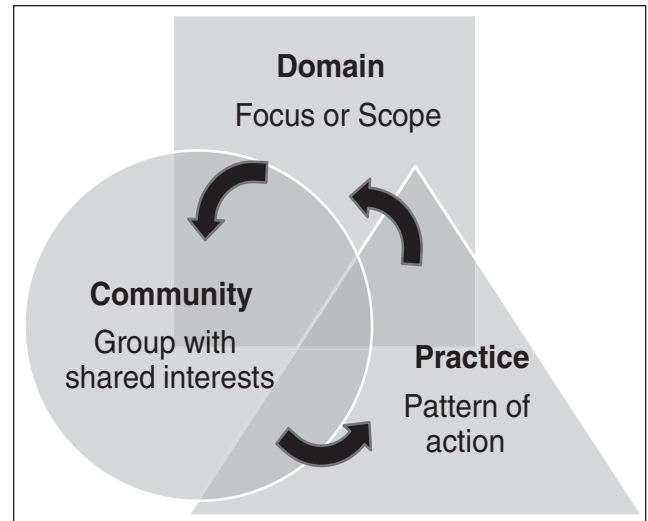 Domain
Focus or Scope
Community
Group with
shared interests
Practice
Pattern of
action